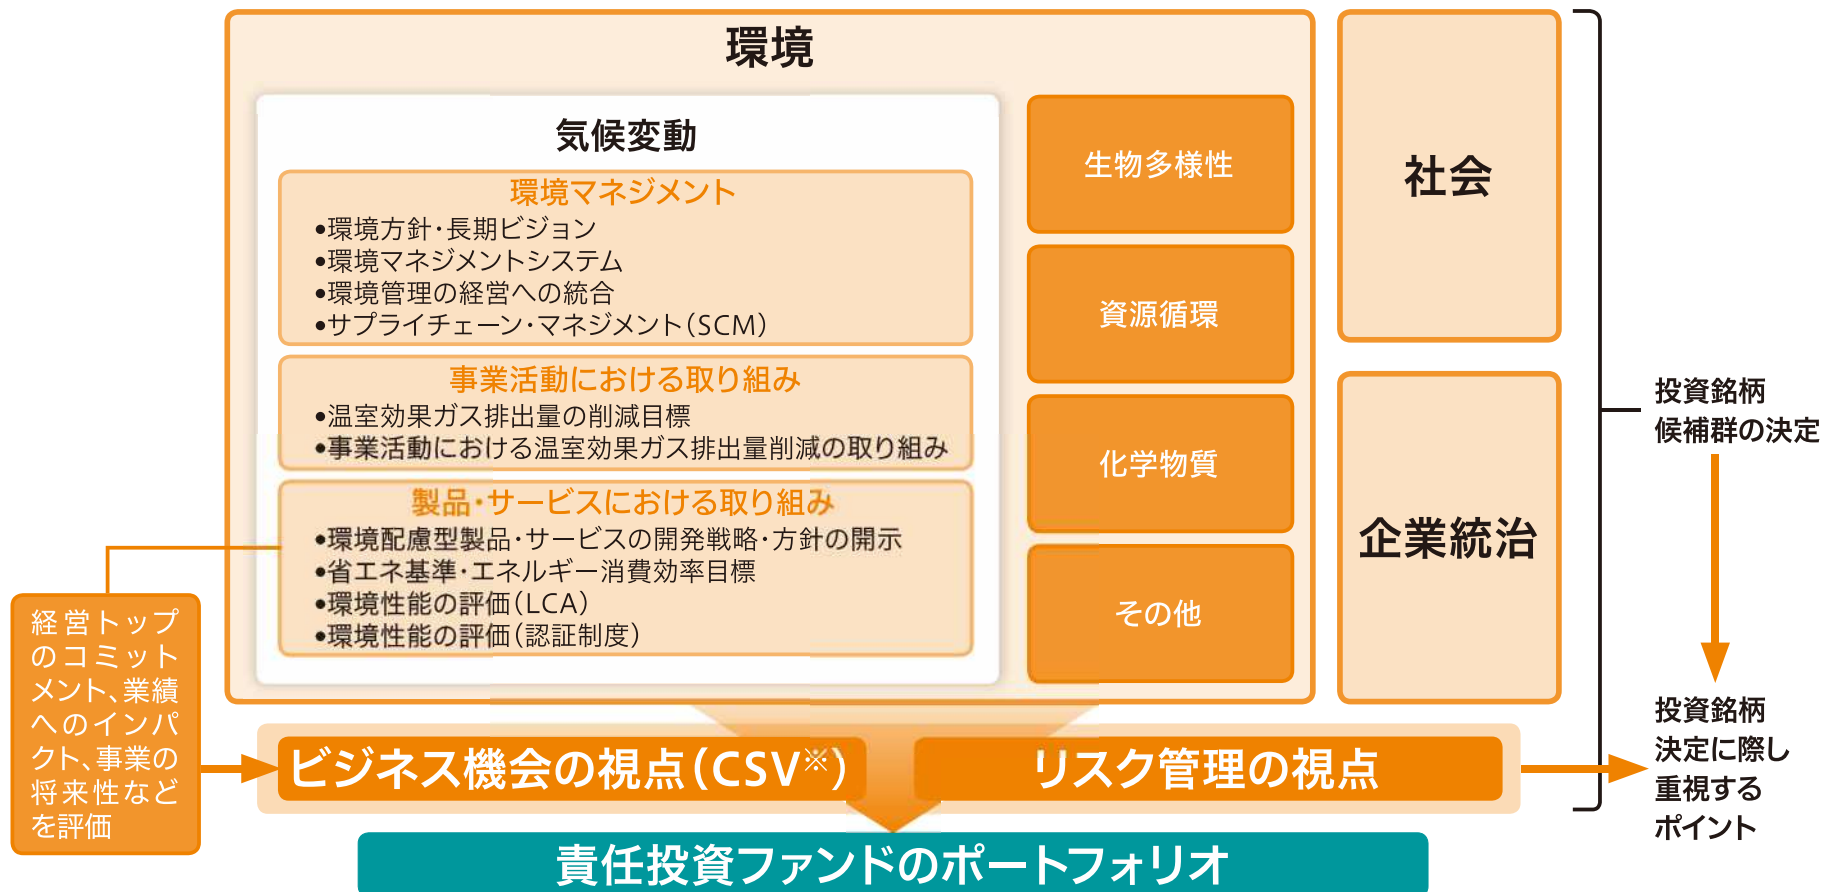 環境
気候変動
環境マネジメント
•環境方針・長期ビジョン
•環境マネジメントシステム
•環境管理の経営への統合
•サプライチェーン・マネジメント（SCM）
事業活動における取り組み
•温室効果ガス排出量の削減目標
•事業活動における温室効果ガス排出量削減の取り組み
製品・サービスにおける取り組み
•環境配慮型製品・サービスの開発戦略・方針の開示
•省エネ基準・エネルギー消費効率目標
•環境性能の評価（LCA）
•環境性能の評価（認証制度）
生物多様性
資源循環
化学物質
その他
社会
企業統治
投資銘柄
候補群の決定
経営トップ
のコミット
メント、業績
へのインパ
クト、事業の
将来性など
を評価
ビジネス機会の視点（CSV※）
リスク管理の視点
投資銘柄
決定に際し
重視する
ポイント
責任投資ファンドのポートフォリオ